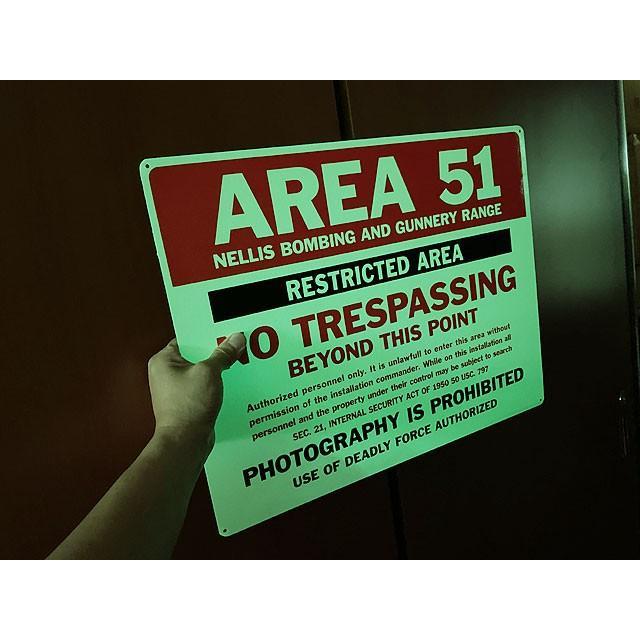 AREA 51
NELLIS BOMBING AND GUNNERY RANGE
RESTRICTED AREA
NO TRESPASSING
BEYOND THIS POINT
Authorized personnel only. It is unlawfull to enter this area without
permission of the installation commander. While on this installation all
personnel and the property under their control may be subject to search
SEC. 21, INTERNAL SECURITY ACT OF 1950 50 USC. 797
PHOTOGRAPHY IS PROHIBITED
USE OF DEADLY FORCE AUTHORIZED